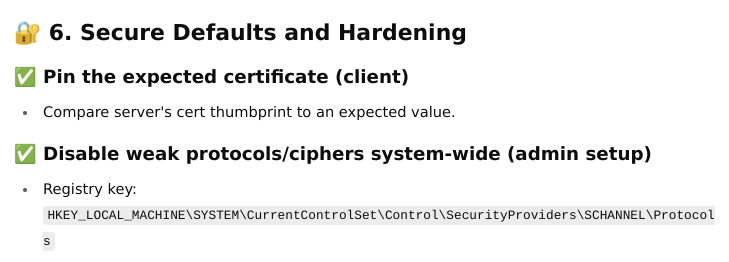 🔐 6. Secure Defaults and Hardening
✅ Pin the expected certificate (client)
• Compare server's cert thumbprint to an expected value.
✅ Disable weak protocols/ciphers system-wide (admin setup)
• Registry key:
HKEY_LOCAL_MACHINE\SYSTEM\CurrentControlSet\Control\SecurityProviders\SCHANNEL\Protocol
s